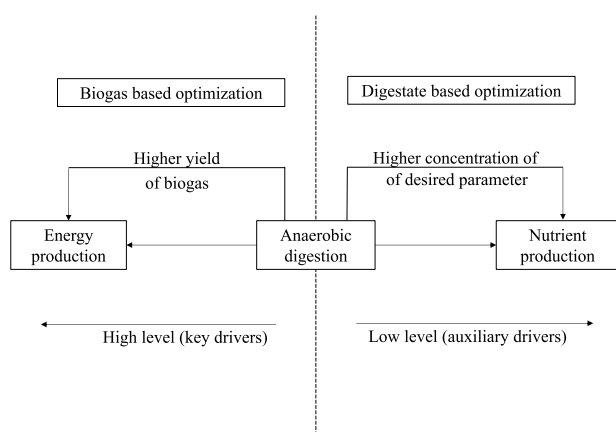 Biogas based optimization
Digestate based optimization
Higher yield
of biogas
Higher concentration of
of desired parameter
Energy
production
Anaerobic
digestion
Nutrient
production
High level (key drivers)
Low level (auxiliary drivers)